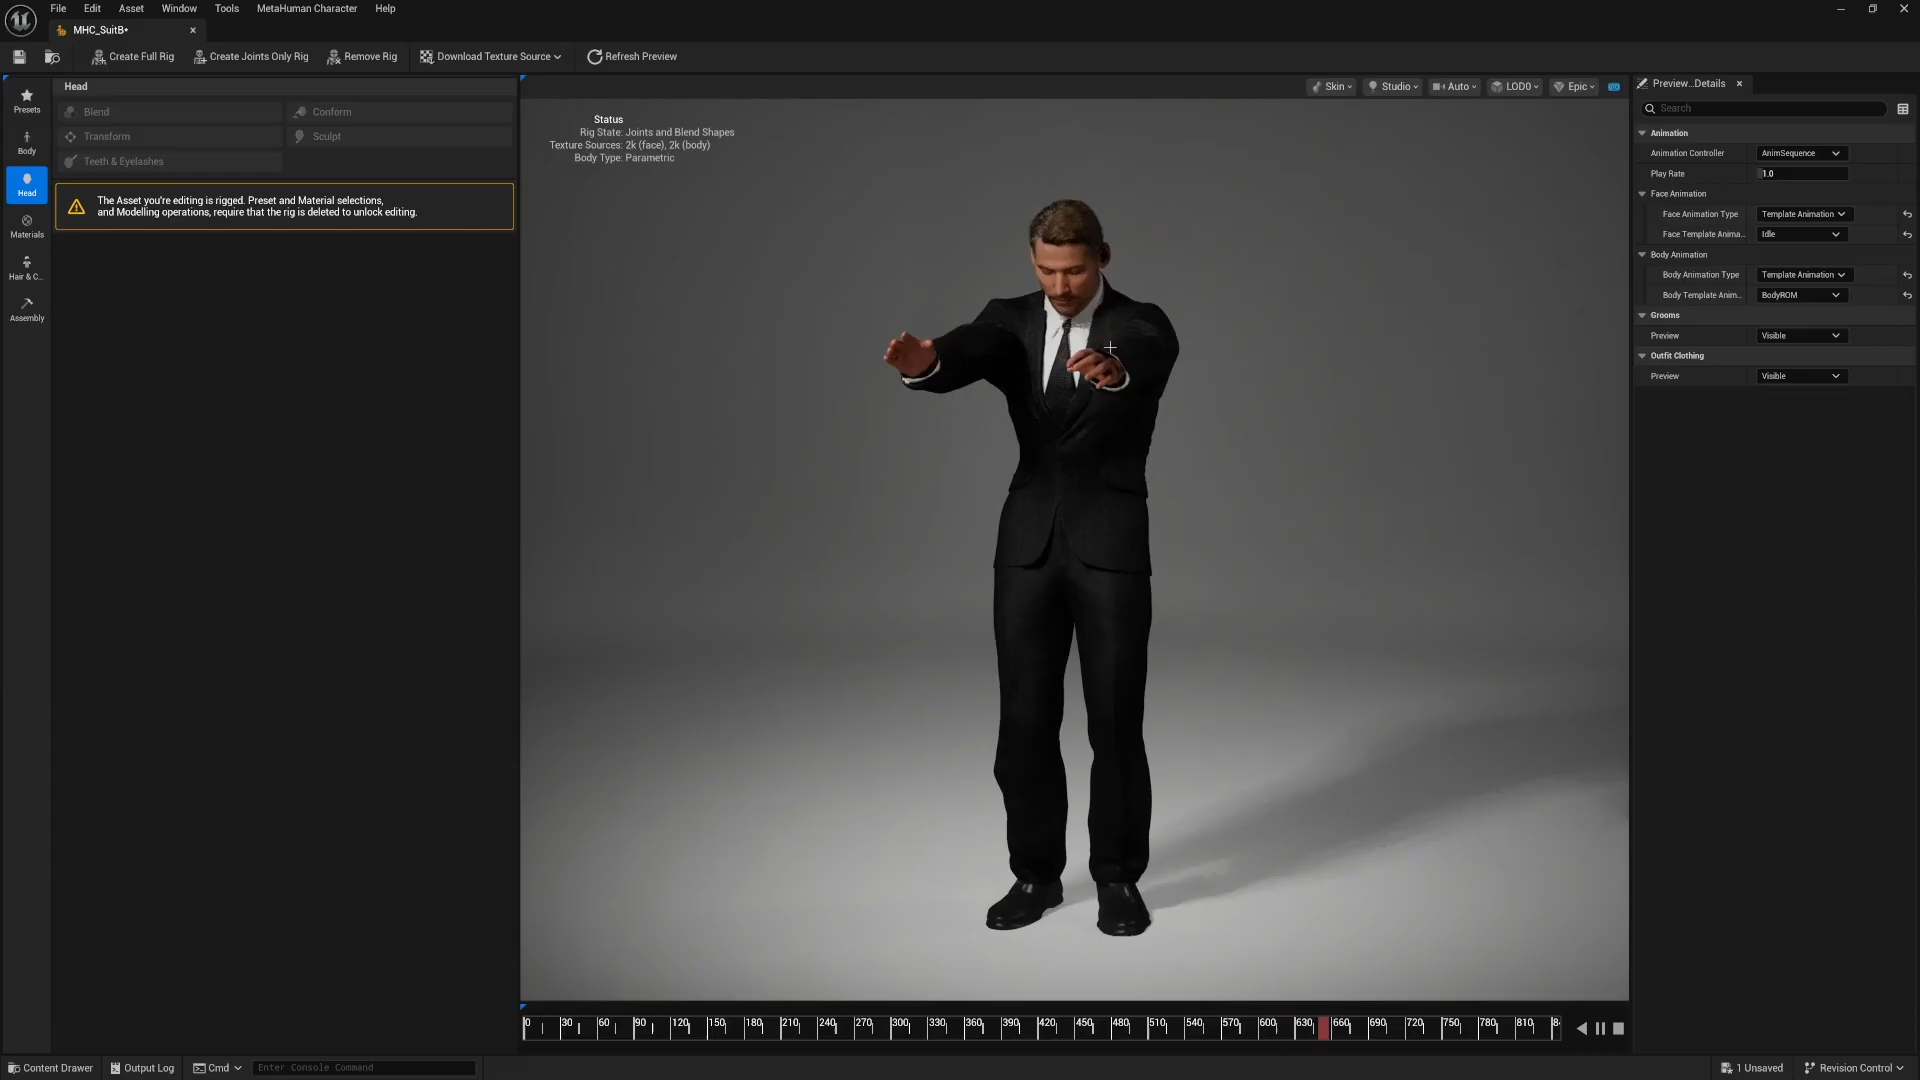 File Edit Asset Window Tools MetaHuman Character Help
MHC_SuitB*
Create Full Rig Create Joints Only Rig Remove Rig Download Texture Source Refresh Preview
Presets
Body
Head
Materials
Hair & C...
Assembly
Head
Blend Conform
Transform Sculpt
Teeth & Eyelashes
The Asset you're editing is rigged. Preset and Material selections,
and Modelling operations, require that the rig is deleted to unlock editing.
Skin Studio Auto LOD0 Epic
Status
Rig State: Joints and Blend Shapes
Texture Sources: 2k (face), 2k (body)
Body Type: Parametric
Preview...Details
Search
Animation
Animation Controller AnimSequence
Play Rate 1.0
Face Animation
Face Animation Type Template Animation
Face Template Anima... Idle
Body Animation
Body Animation Type Template Animation
Body Template Anim... BodyROM
Grooms
Preview Visible
Outfit Clothing
Preview Visible
0 30 60 90 120 150 180 210 240 270 300 330 360 390 420 450 480 510 540 570 600 630 660 690 720 750 780 810 84
Content Drawer Output Log Cmd Enter Console Command 1 Unsaved Revision Control